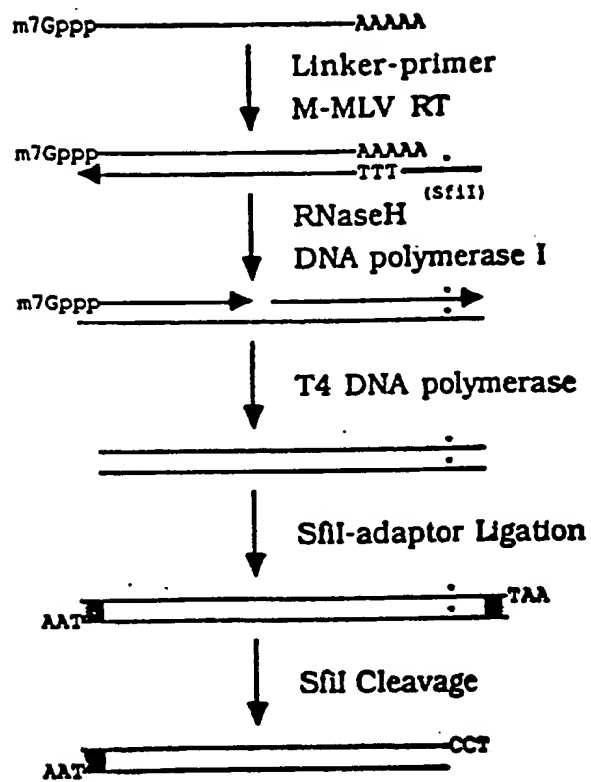 m7Gppp AAAAA
Linker-primer
M-MLV RT
m7Gppp AAAAA
TTT
(SfiI)
RNaseH
DNA polymerase I
m7Gppp
T4 DNA polymerase
SfiI-adaptor Ligation
TAA
AAT
SfiI Cleavage
CCT
AAT